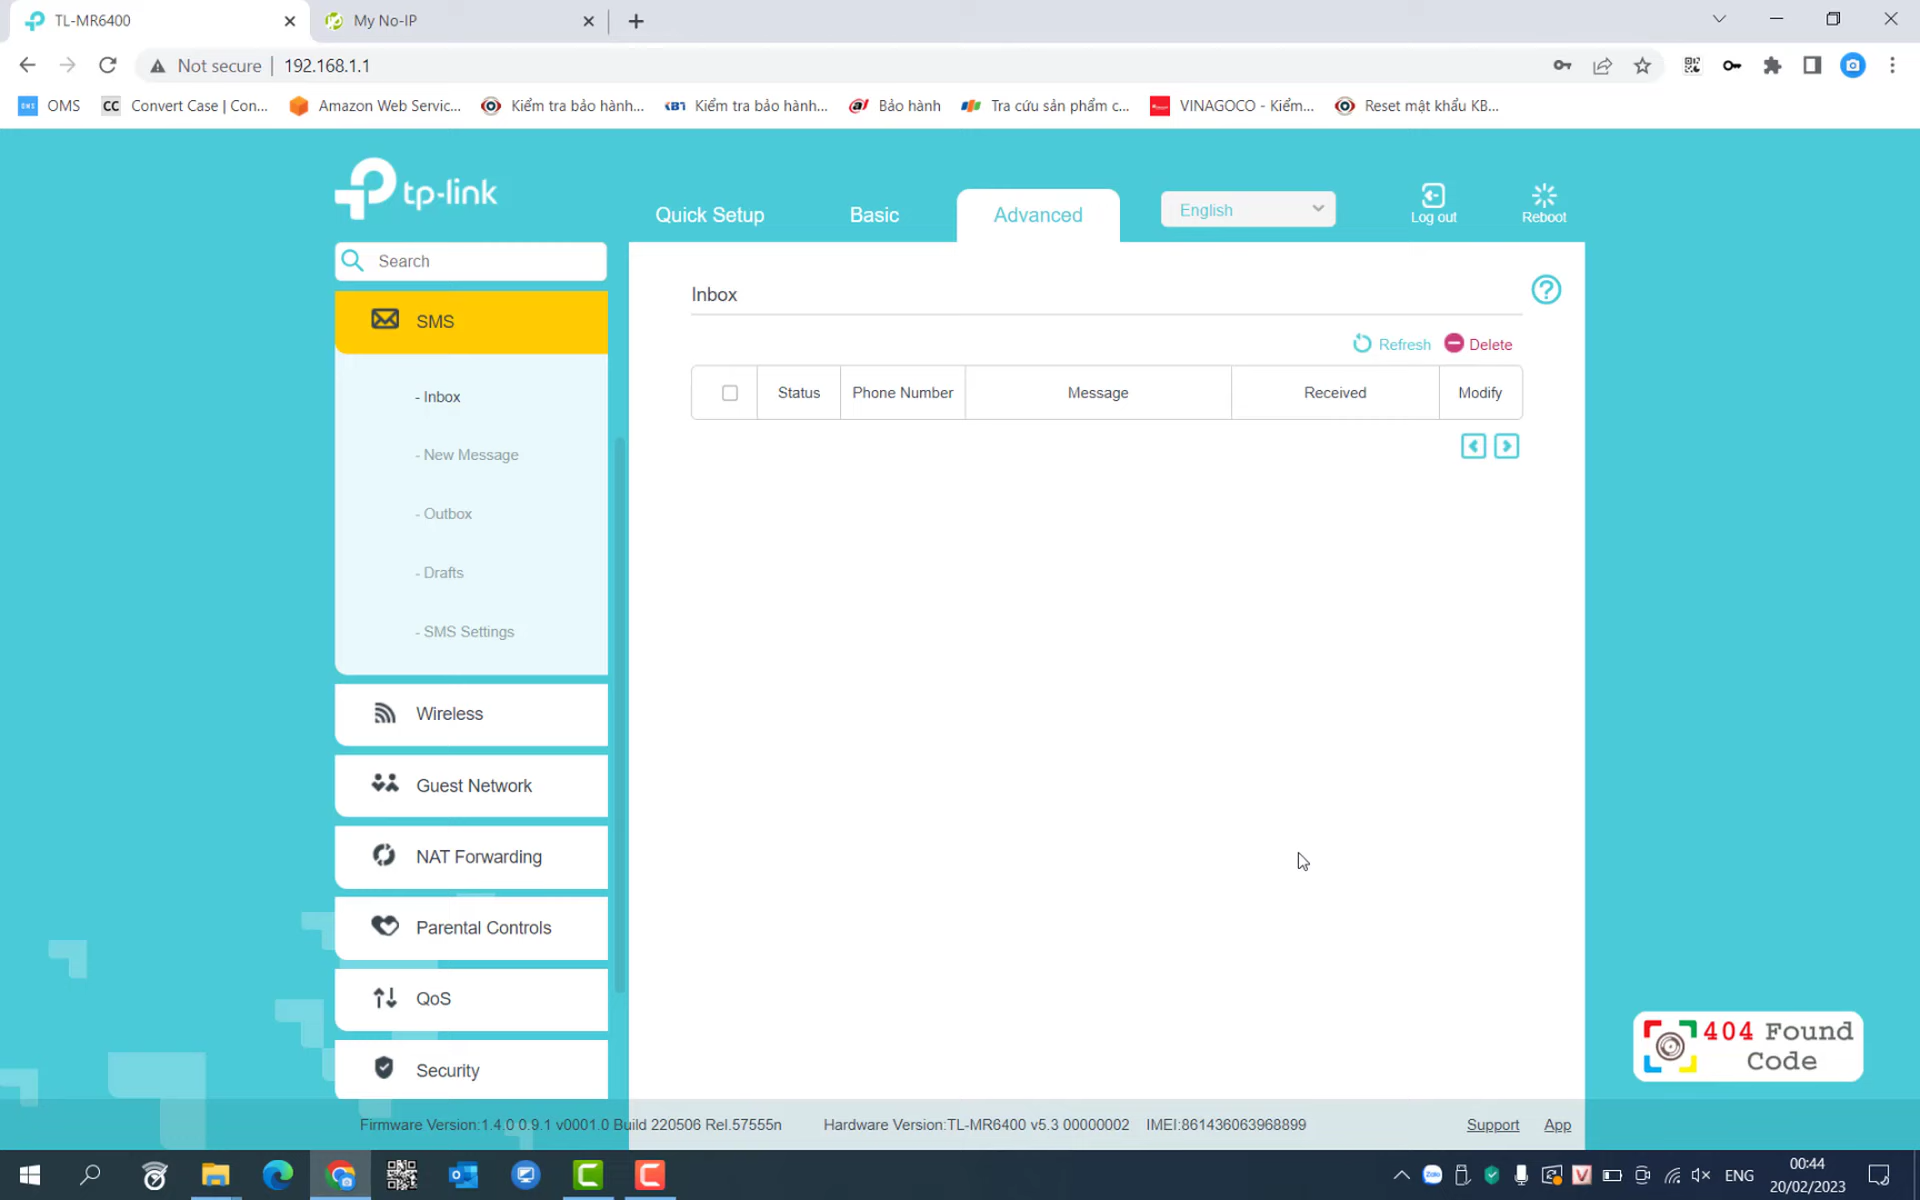 TL-MR6400
My No-IP
Not secure
192.168.1.1
OMS
CC
Convert Case | Con...
Amazon Web Servic...
Kiểm tra bảo hành...
KB1
Kiểm tra bảo hành...
Bảo hành
Tra cứu sản phẩm c...
VINAGOCO - Kiểm...
Reset mật khẩu KB...
tp-link
Quick Setup
Basic
Advanced
English
Log out
Reboot
Search
SMS
- Inbox
- New Message
- Outbox
- Drafts
- SMS Settings
Wireless
Guest Network
NAT Forwarding
Parental Controls
QoS
Security
Inbox
Refresh
Delete
Status
Phone Number
Message
Received
Modify
404 Found
Code
Firmware Version:1.4.0 0.9.1 v0001.0 Build 220506 Rel.57555n
Hardware Version:TL-MR6400 v5.3 00000002
IMEI:861436063968899
Support
App
ENG
00:44
20/02/2023